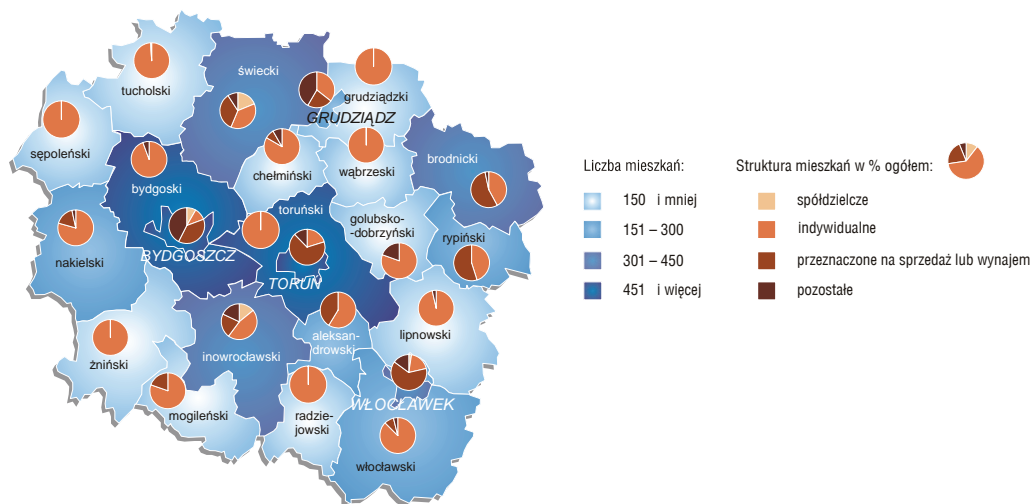 świecki
tucholski
grudziądzki
GRUDZIĄDZ
sępoleński
bydgoski
chełmiński
wąbrzeski
brodnicki
toruński
golubsko-
-dobrzyński
rypiński
nakielski
BYDGOSZCZ
TORUŃ
aleksan-
drowski
lipnowski
żniński
inowrocławski
mogileński
radzie-
jowski
WŁOCŁAWEK
włocławski
Liczba mieszkań:
150 i mniej
151 – 300
301 – 450
451 i więcej
Struktura mieszkań w % ogółem:
spółdzielcze
indywidualne
przeznaczone na sprzedaż lub wynajem
pozostałe